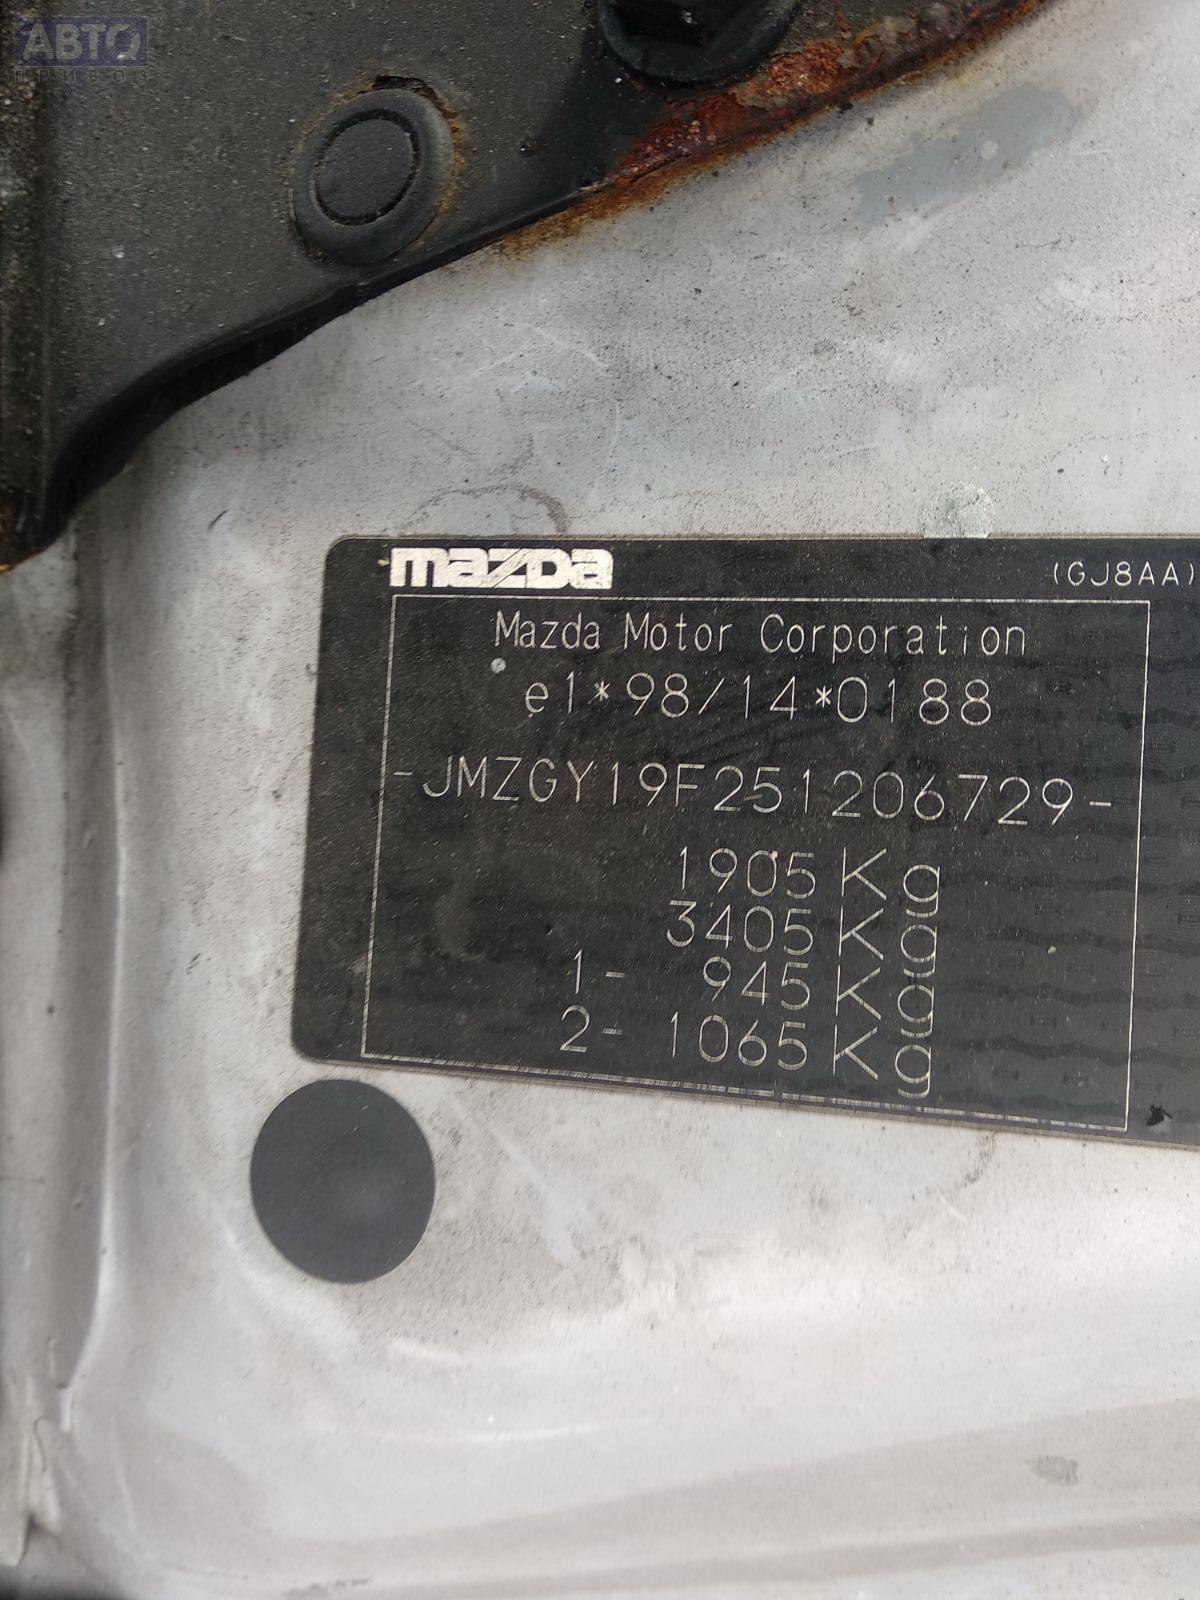 АВТО
ПРИВОЗ
mazda
(GJ8AA)
Mazda Motor Corporation
e1*98/14*0188
-JMZGY19F251206729-
1905 Kg
3405 Kg
1- 945 Kg
2- 1065 Kg